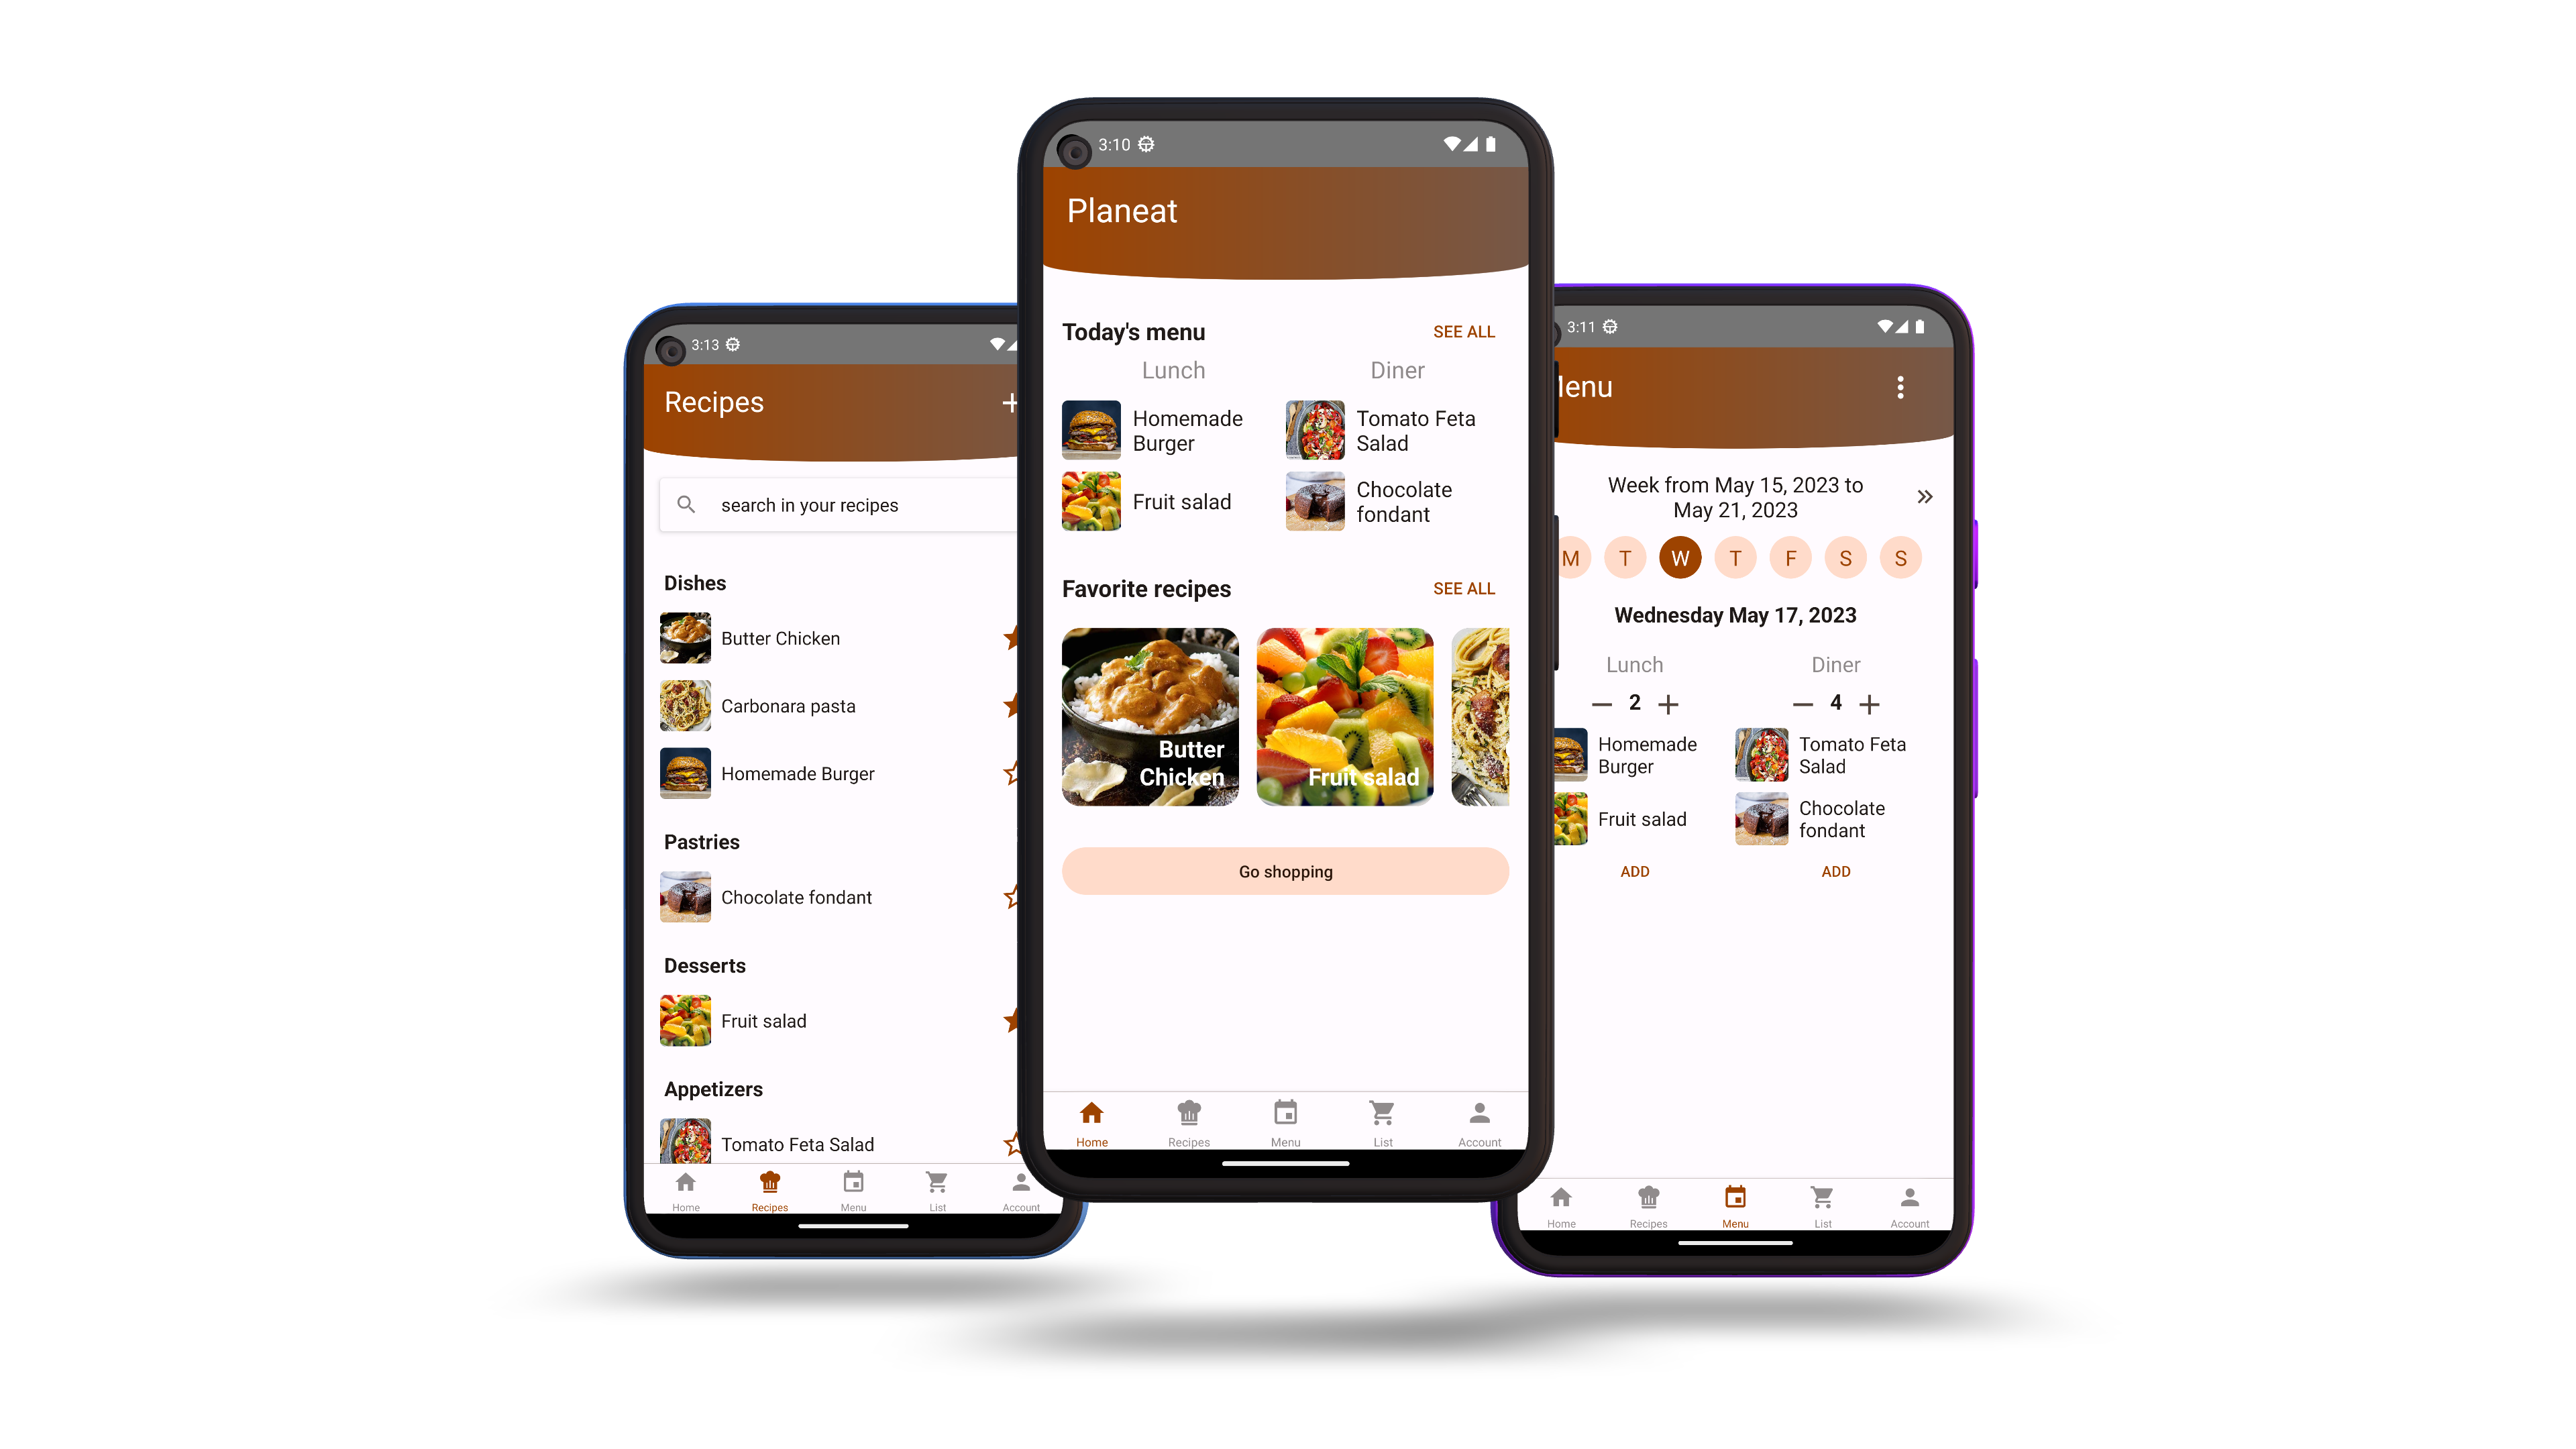 3:13
Recipes
search in your recipes
Dishes
Butter Chicken
Carbonara pasta
Homemade Burger
Pastries
Chocolate fondant
Desserts
Fruit salad
Appetizers
Tomato Feta Salad
Home Recipes Menu List Account
3:10
Planeat
Today's menu SEE ALL
Lunch Diner
Homemade
Burger
Tomato Feta
Salad
Fruit salad
Chocolate
fondant
Favorite recipes SEE ALL
Butter
Chicken
Fruit salad
Go shopping
Home Recipes Menu List Account
3:11
enu
Week from May 15, 2023 to
May 21, 2023
M T W T F S S
Wednesday May 17, 2023
Lunch Diner
2 4
Homemade
Burger
Tomato Feta
Salad
Fruit salad
Chocolate
fondant
ADD ADD
Home Recipes Menu List Account